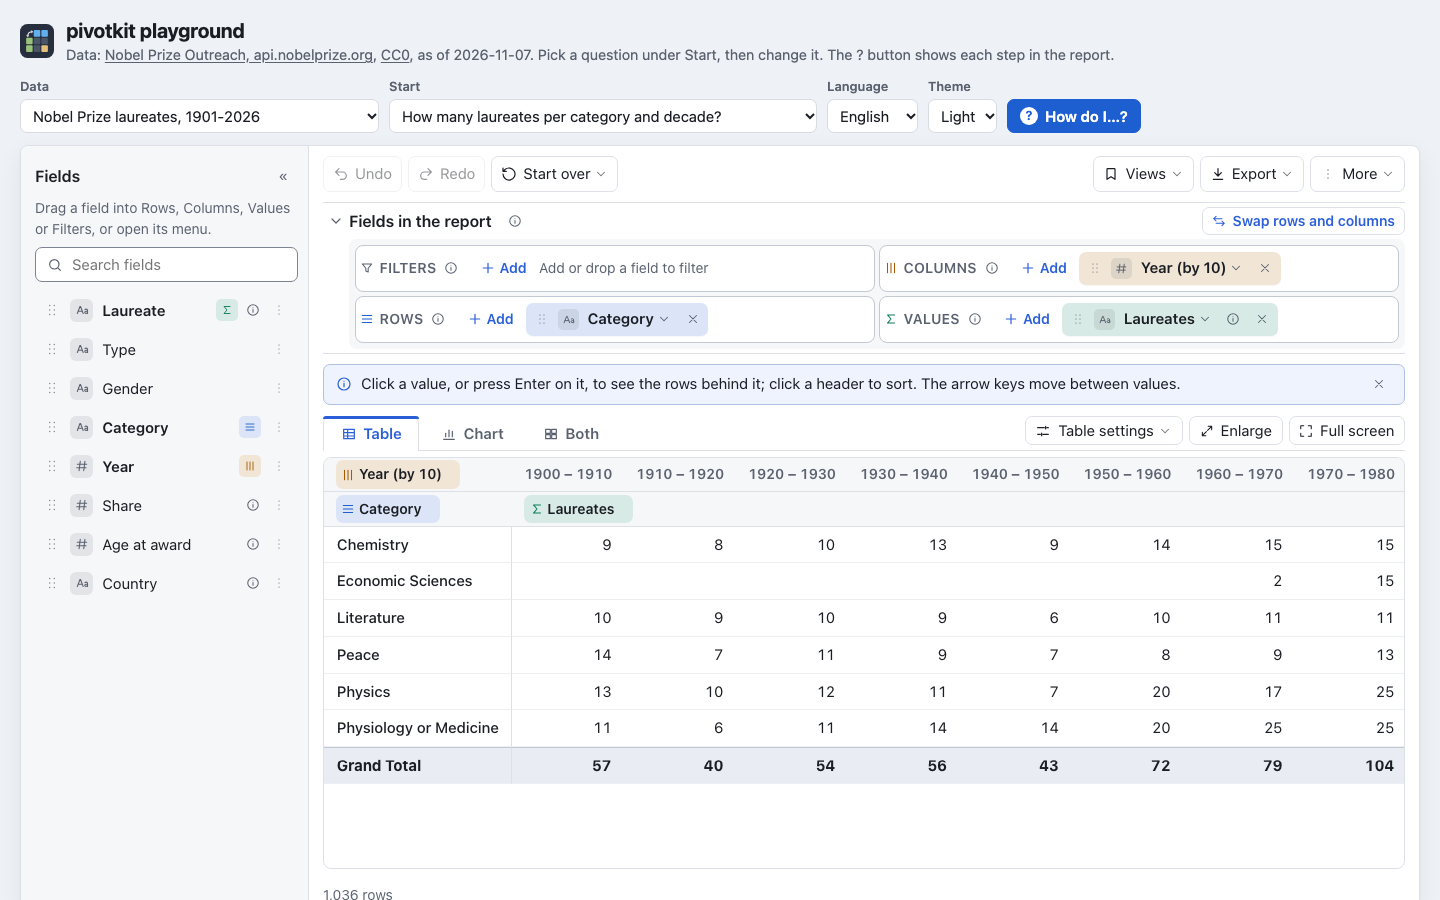 pivotkit playground
Data: Nobel Prize Outreach, api.nobelprize.org, CC0, as of 2026-11-07. Pick a question under Start, then change it. The ? button shows each step in the report.
Data Start Language Theme
Nobel Prize laureates, 1901-2026 How many laureates per category and decade? English Light ? How do I...?
Fields «
Drag a field into Rows, Columns, Values
or Filters, or open its menu.
Search fields
Aa Laureate Σ
Aa Type
Aa Gender
Aa Category
# Year
# Share
# Age at award
Aa Country
Undo Redo Start over Views Export More
Fields in the report Swap rows and columns
FILTERS + Add Add or drop a field to filter
COLUMNS + Add # Year (by 10)
ROWS + Add Aa Category
Σ VALUES + Add Aa Laureates
Click a value, or press Enter on it, to see the rows behind it; click a header to sort. The arrow keys move between values.
Table Chart Both Table settings Enlarge Full screen
Year (by 10) 1900 – 1910 1910 – 1920 1920 – 1930 1930 – 1940 1940 – 1950 1950 – 1960 1960 – 1970 1970 – 1980
Category Σ Laureates
Chemistry 9 8 10 13 9 14 15 15
Economic Sciences 2 15
Literature 10 9 10 9 6 10 11 11
Peace 14 7 11 9 7 8 9 13
Physics 13 10 12 11 7 20 17 25
Physiology or Medicine 11 6 11 14 14 20 25 25
Grand Total 57 40 54 56 43 72 79 104
1,036 rows